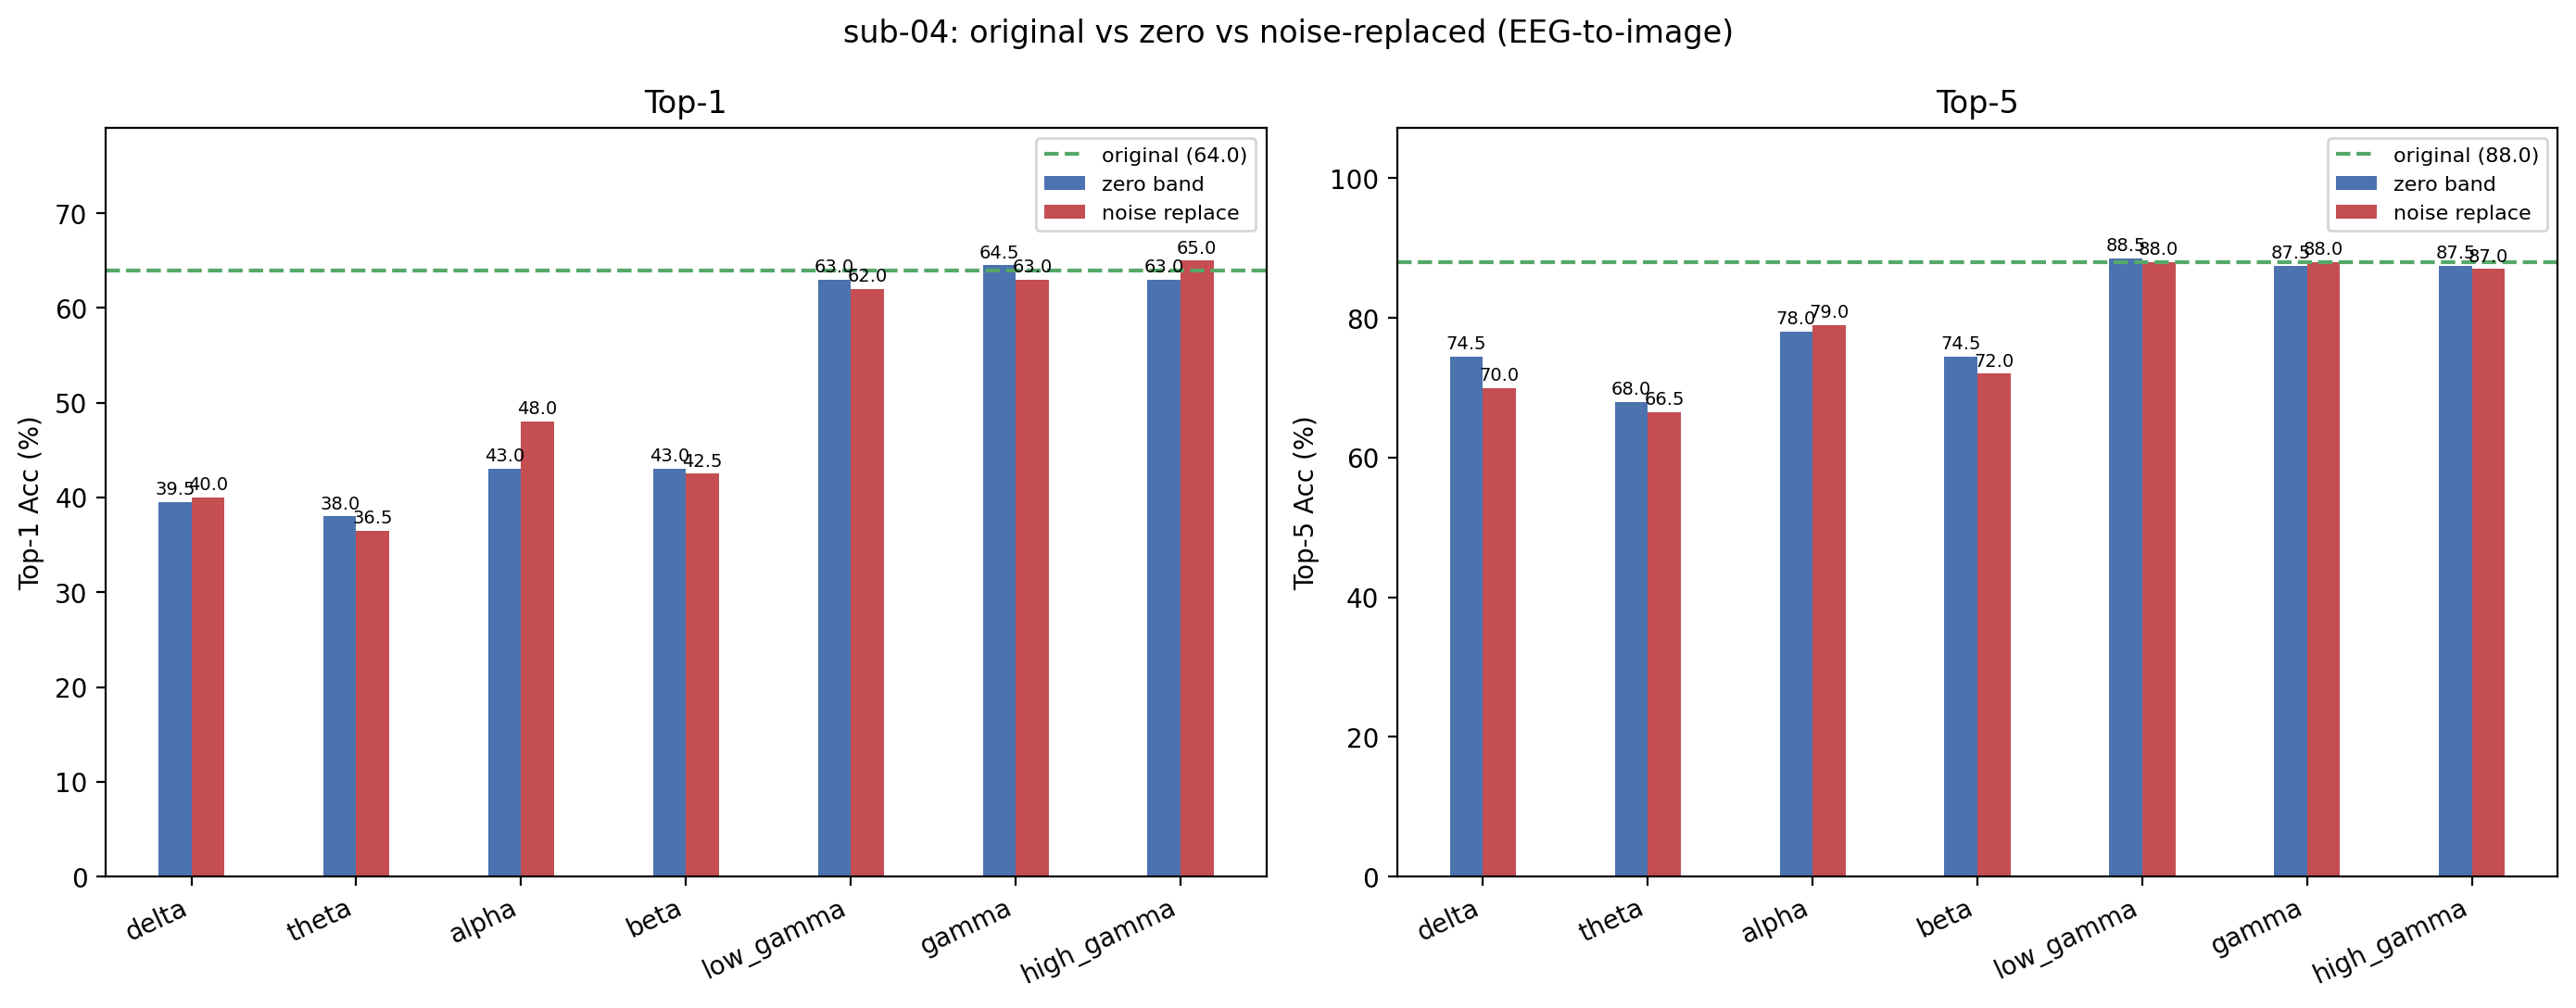 sub-04: original vs zero vs noise-replaced (EEG-to-image)
Top-1
original (64.0)
zero band
noise replace
Top-1 Acc (%)
70
60
50
40
30
20
10
0
39.5 40.0
38.0 36.5
43.0 48.0
43.0 42.5
63.0 62.0
64.5 63.0
63.0 65.0
delta theta alpha beta low_gamma gamma high_gamma
Top-5
original (88.0)
zero band
noise replace
Top-5 Acc (%)
100
80
60
40
20
0
74.5 70.0
68.0 66.5
78.0 79.0
74.5 72.0
88.5 88.0
87.5 88.0
87.5 87.0
delta theta alpha beta low_gamma gamma high_gamma